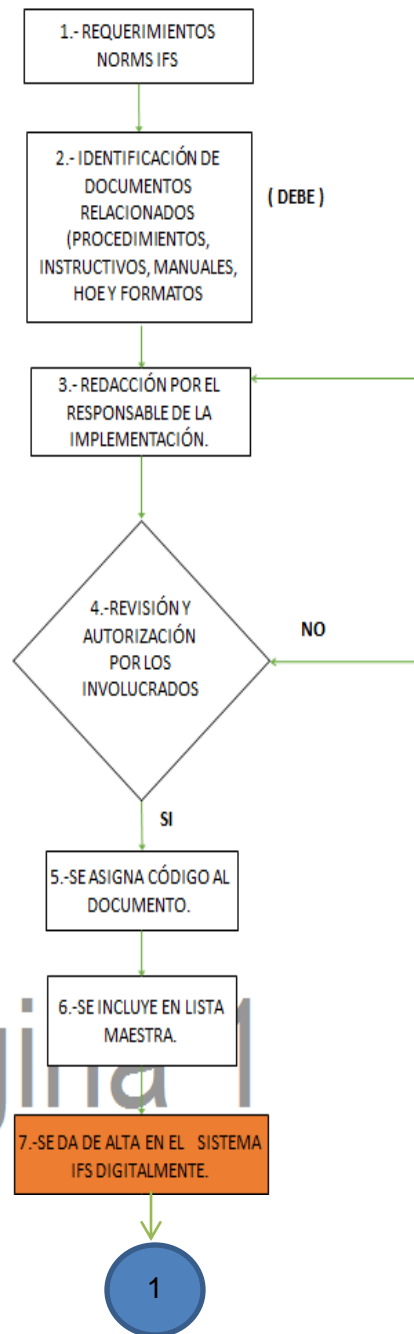 1.- REQUERIMIENTOS
NORMS IFS
2.- IDENTIFICACIÓN DE
DOCUMENTOS
RELACIONADOS
(PROCEDIMIENTOS,
INSTRUCTIVOS, MANUALES,
HOE Y FORMATOS
( DEBE )
3.- REDACCIÓN POR EL
RESPONSABLE DE LA
IMPLEMENTACIÓN.
4.-REVISIÓN Y
AUTORIZACIÓN
POR LOS
INVOLUCRADOS
NO
SI
5.-SE ASIGNA CÓDIGO AL
DOCUMENTO.
6.-SE INCLUYE EN LISTA
MAESTRA.
7.-SE DA DE ALTA EN EL SISTEMA
IFS DIGITALMENTE.
1